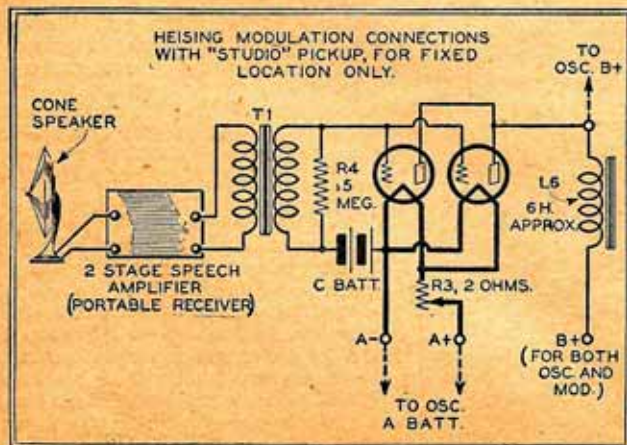 HEISING MODULATION CONNECTIONS
WITH "STUDIO" PICKUP, FOR FIXED
LOCATION ONLY.
TO
OSC. B+
CONE
SPEAKER
T1
R4
.5
MEG.
L6
6H.
APPROX.
2 STAGE SPEECH
AMPLIFIER
(PORTABLE RECEIVER)
C BATT.
R3, 2 OHMS.
A-
A+
B+
(FOR BOTH
OSC. AND
MOD.)
TO OSC.
A BATT.